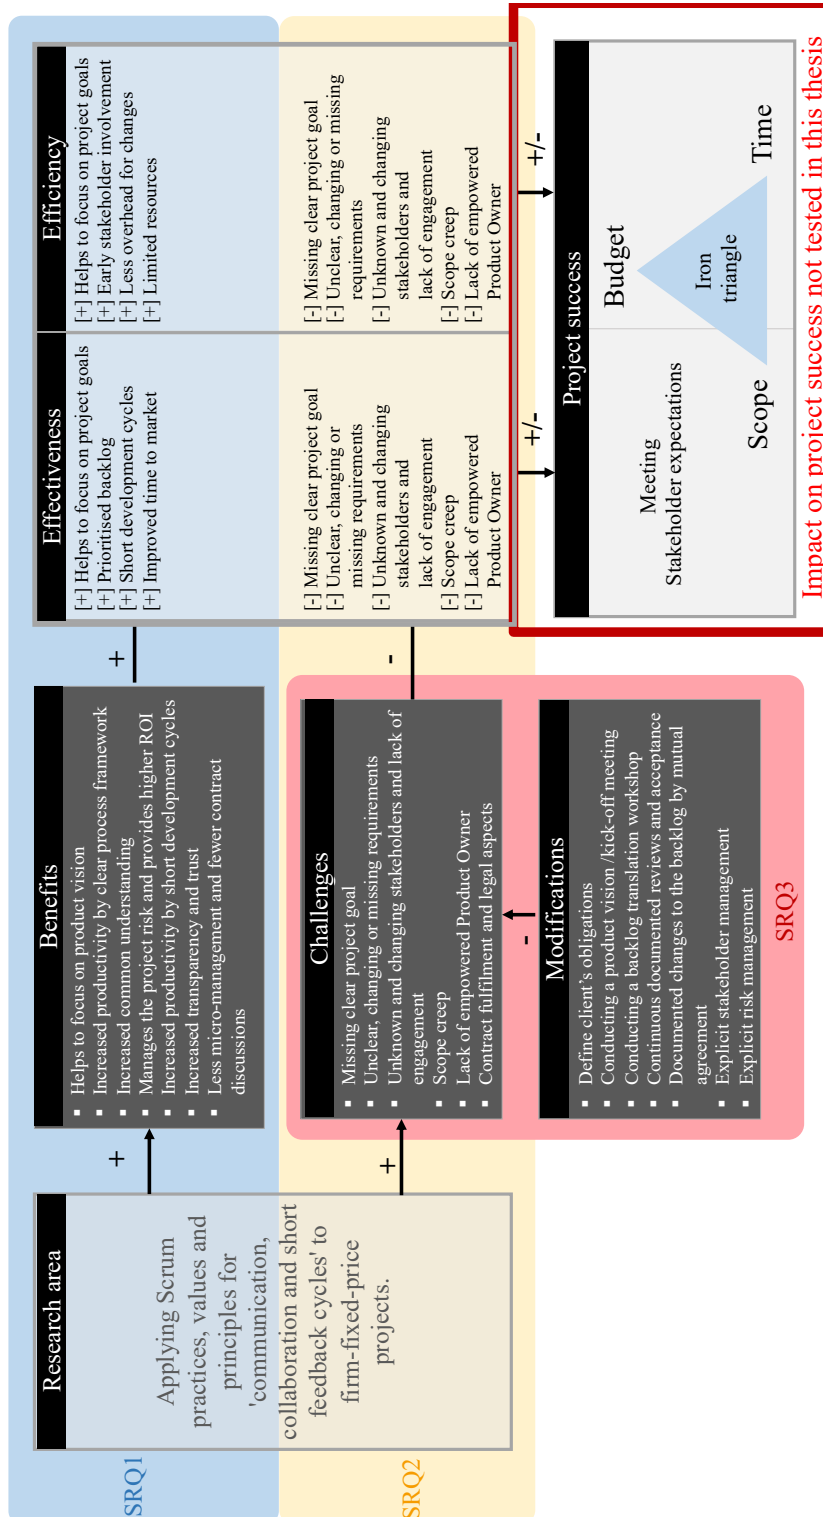 SRQ1
SRQ2
Research area
Applying Scrum
practices, values and
principles for
'communication,
collaboration and short
feedback cycles' to
firm-fixed-price
projects.
+
+
Benefits
▪ Helps to focus on product vision
▪ Increased productivity by clear process framework
▪ Increased common understanding
▪ Manages the project risk and provides higher ROI
▪ Increased productivity by short development cycles
▪ Increased transparency and trust
▪ Less micro-management and fewer contract
discussions
Challenges
▪ Missing clear project goal
▪ Unclear, changing or missing requirements
▪ Unknown and changing stakeholders and lack of
engagement
▪ Scope creep
▪ Lack of empowered Product Owner
▪ Contract fulfilment and legal aspects
-
Modifications
▪ Define client's obligations
▪ Conducting a product vision /kick-off meeting
▪ Conducting a backlog translation workshop
▪ Continuous documented reviews and acceptance
▪ Documented changes to the backlog by mutual
agreement
▪ Explicit stakeholder management
▪ Explicit risk management
SRQ3
+
-
Effectiveness
[+] Helps to focus on project goals
[+] Prioritised backlog
[+] Short development cycles
[+] Improved time to market
[-] Missing clear project goal
[-] Unclear, changing or
missing requirements
[-] Unknown and changing
stakeholders and
lack of engagement
[-] Scope creep
[-] Lack of empowered
Product Owner
Efficiency
[+] Helps to focus on project goals
[+] Early stakeholder involvement
[+] Less overhead for changes
[+] Limited resources
[-] Missing clear project goal
[-] Unclear, changing or missing
requirements
[-] Unknown and changing
stakeholders and
lack of engagement
[-] Scope creep
[-] Lack of empowered
Product Owner
+/-
+/-
Project success
Meeting
Stakeholder expectations
Budget
Iron
triangle
Scope
Time
Impact on project success not tested in this thesis